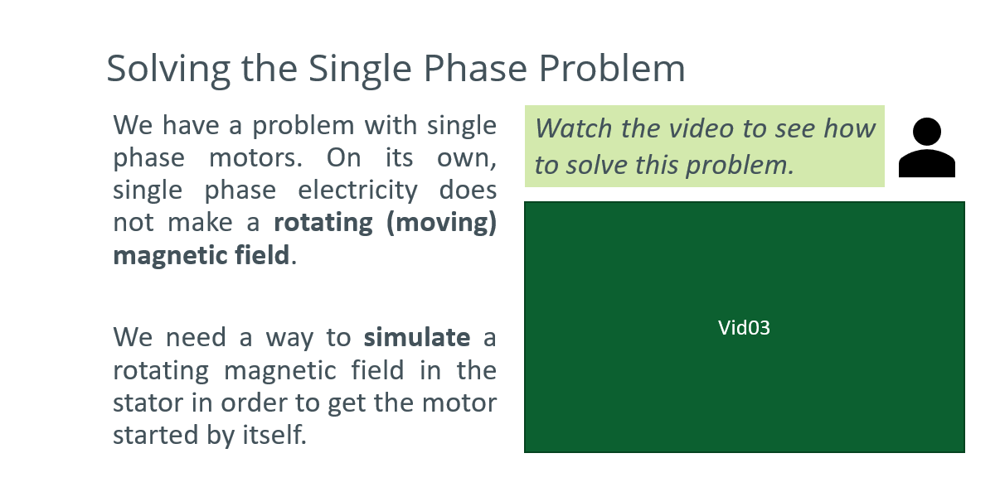 Solving the Single Phase Problem
We have a problem with single
phase motors. On its own,
single phase electricity does
not make a rotating (moving)
magnetic field.
We need a way to simulate a
rotating magnetic field in the
stator in order to get the motor
started by itself.
Watch the video to see how
to solve this problem.
Vid03